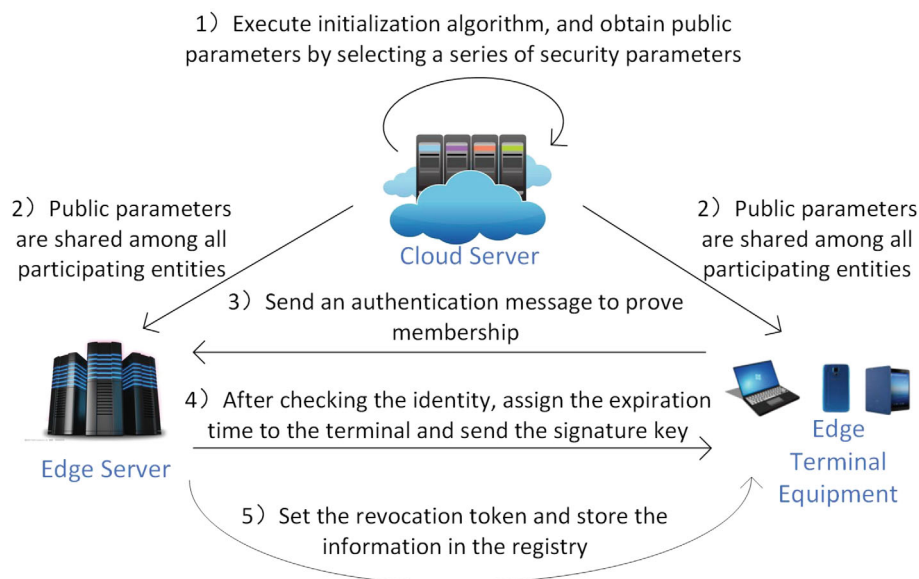 1）Execute initialization algorithm, and obtain public
parameters by selecting a series of security parameters
2）Public parameters
are shared among all
participating entities
2）Public parameters
are shared among all
participating entities
Cloud Server
3）Send an authentication message to prove
membership
4）After checking the identity, assign the expiration
time to the terminal and send the signature key
Edge Server
Edge
Terminal
Equipment
5）Set the revocation token and store the
information in the registry